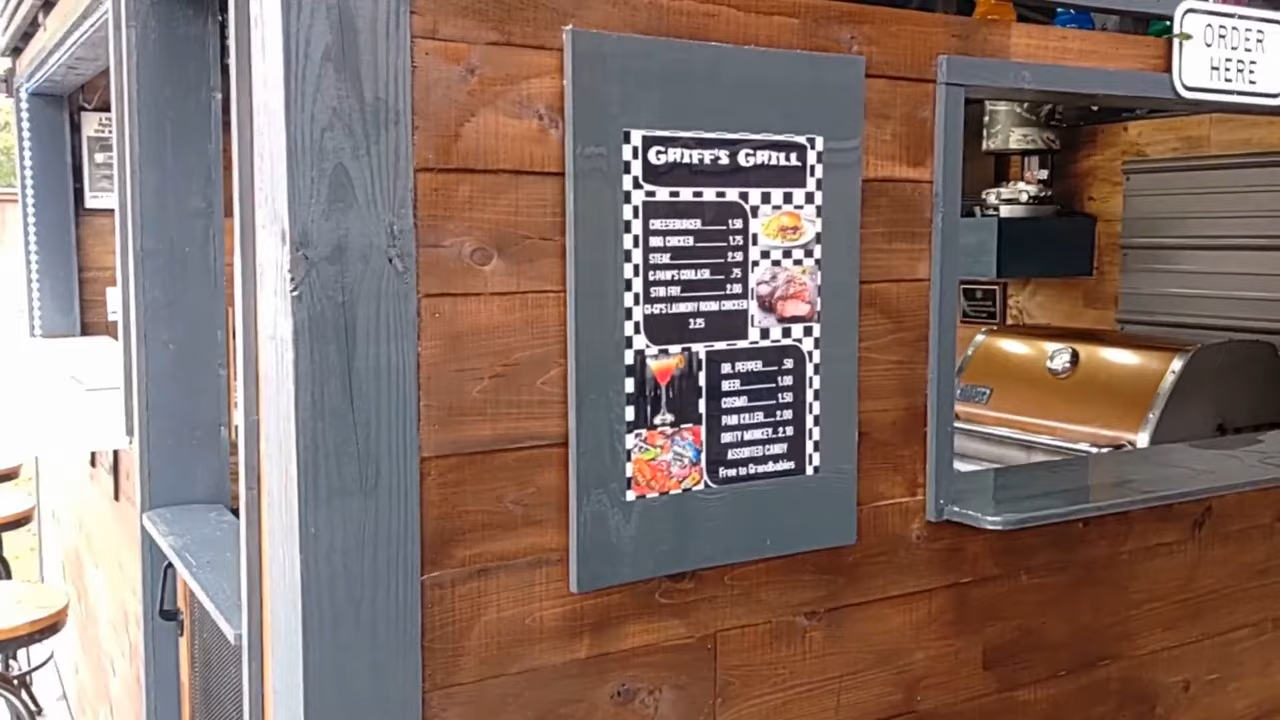 ORDER
HERE
GRIFF'S GRILL
CHEESEBURGER 1.50
BBQ CHICKEN 1.75
STEAK 2.50
G-PAW'S GOULASH .75
STIR FRY 2.00
GI-GI'S LAUNDRY ROOM CHICKEN
3.25
DR. PEPPER .50
BEER 1.00
COSMO 1.50
PAIN KILLER 2.00
DIRTY MONKEY 2.10
ASSORTED CANDY
Free to Grandbabies